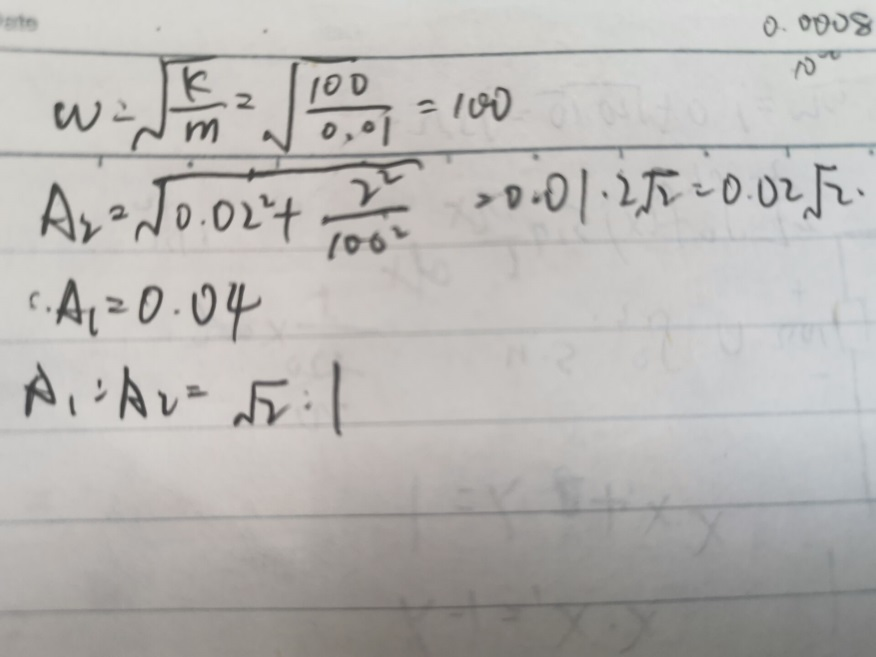 0.0008
ω=√(K/m)=√(100/0.01)=100
A₂=√(0.02²+2²/100²)=0.01·2√2=0.02√2.
∴A₁=0.04
A₁:A₂=√2:1